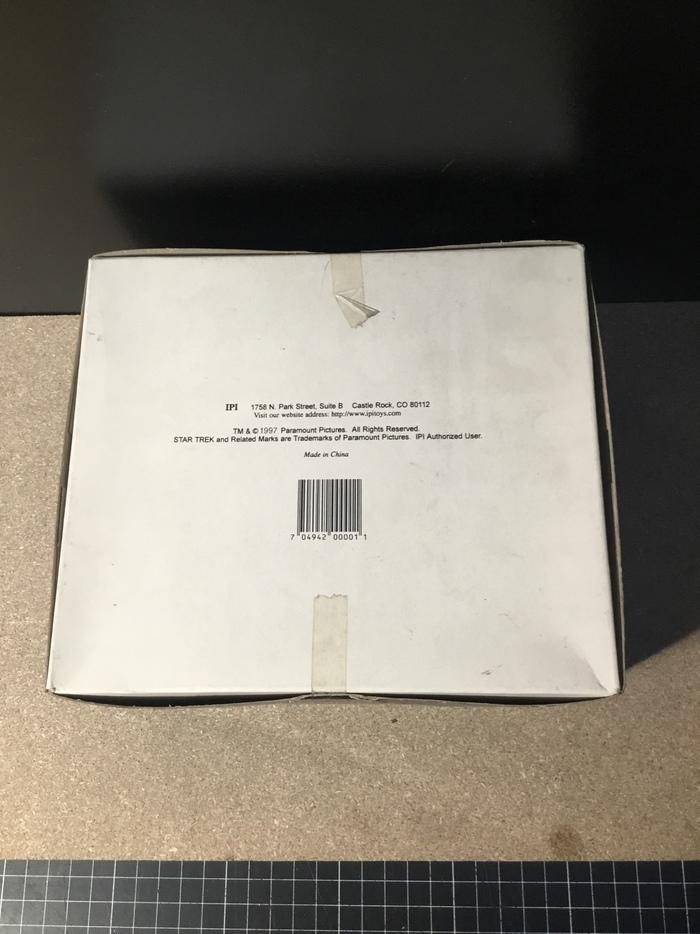 IPI 1758 N. Park Street, Suite B Castle Rock, CO 80112
Visit our website address: http://www.ipitoys.com
TM & © 1997 Paramount Pictures. All Rights Reserved.
STAR TREK and Related Marks are Trademarks of Paramount Pictures. IPI Authorized User.
Made in China
7 04942 00001 1